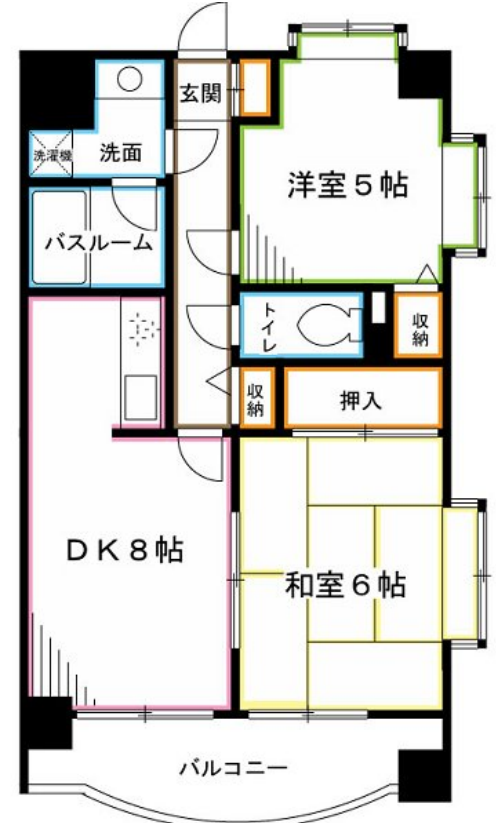 玄関
洗濯機
洗面
洋室5帖
バスルーム
トイレ
収納
収納
押入
DK8帖
和室6帖
バルコニー